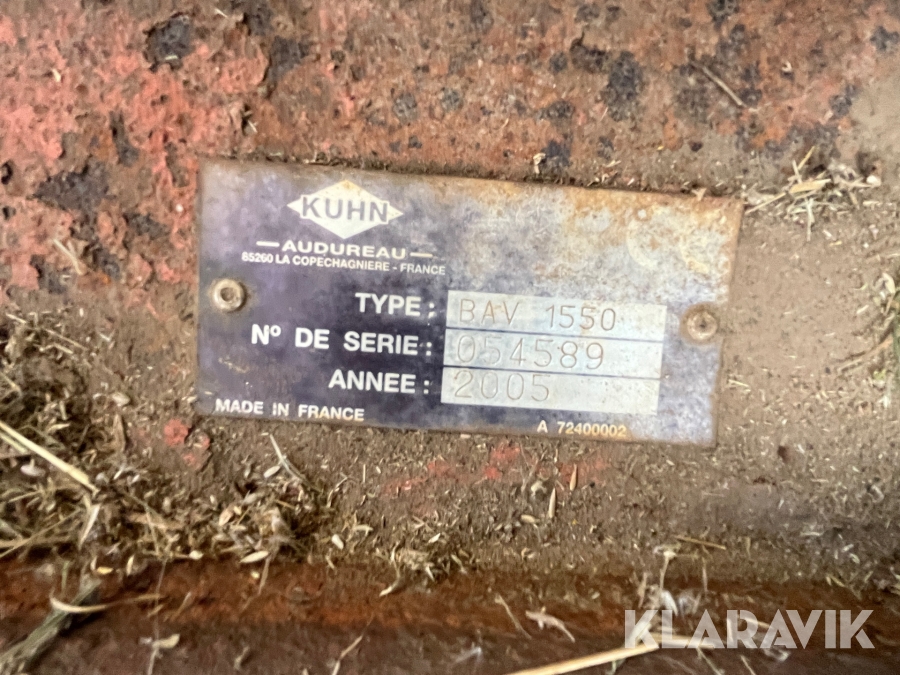 KUHN
AUDUREAU
85260 LA COPECHAGNIERE - FRANCE
TYPE: BAV 1550
Nº DE SERIE: 054589
ANNEE: 2005
MADE IN FRANCE
A 72400002
KLARAVIK